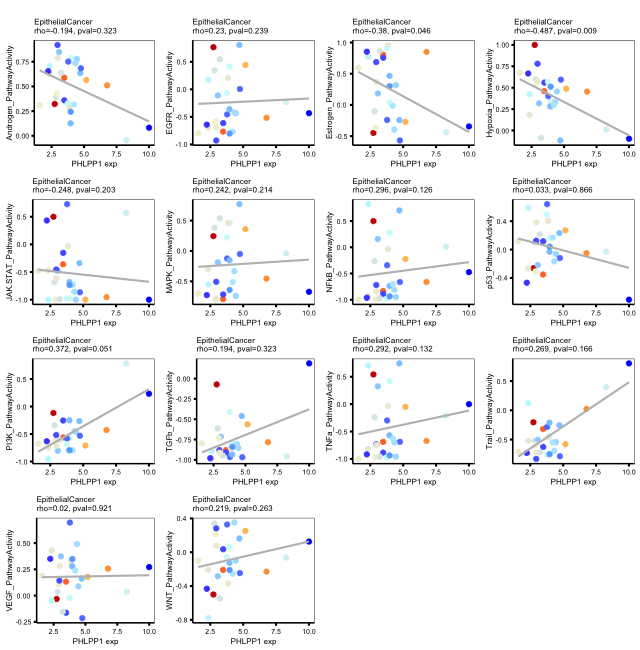 EpithelialCancer
rho=-0.194, pval=0.323
Androgen_PathwayActivity
1.00
0.75
0.50
0.25
0.00
2.5 5.0 7.5 10.0
PHLPP1 exp
EpithelialCancer
rho=0.23, pval=0.239
EGFR_PathwayActivity
0.5
0.0
-0.5
-1.0
2.5 5.0 7.5 10.0
PHLPP1 exp
EpithelialCancer
rho=-0.38, pval=0.046
Estrogen_PathwayActivity
1.0
0.5
0.0
-0.5
2.5 5.0 7.5 10.0
PHLPP1 exp
EpithelialCancer
rho=-0.487, pval=0.009
Hypoxia_PathwayActivity
1.00
0.75
0.50
0.25
0.00
2.5 5.0 7.5 10.0
PHLPP1 exp
EpithelialCancer
rho=-0.248, pval=0.203
JAK.STAT_PathwayActivity
0.5
0.0
-0.5
-1.0
2.5 5.0 7.5 10.0
PHLPP1 exp
EpithelialCancer
rho=0.242, pval=0.214
MAPK_PathwayActivity
0.5
0.0
-0.5
2.5 5.0 7.5 10.0
PHLPP1 exp
EpithelialCancer
rho=0.296, pval=0.126
NFkB_PathwayActivity
0.5
0.0
-0.5
-1.0
2.5 5.0 7.5 10.0
PHLPP1 exp
EpithelialCancer
rho=0.033, pval=0.866
p53_PathwayActivity
0.4
0.0
-0.4
2.5 5.0 7.5 10.0
PHLPP1 exp
EpithelialCancer
rho=0.372, pval=0.051
PI3K_PathwayActivity
0.5
0.0
-0.5
-1.0
2.5 5.0 7.5 10.0
PHLPP1 exp
EpithelialCancer
rho=0.194, pval=0.323
TGFb_PathwayActivity
0.00
-0.25
-0.50
-0.75
-1.00
2.5 5.0 7.5 10.0
PHLPP1 exp
EpithelialCancer
rho=0.292, pval=0.132
TNFa_PathwayActivity
0.5
0.0
-0.5
-1.0
2.5 5.0 7.5 10.0
PHLPP1 exp
EpithelialCancer
rho=0.269, pval=0.166
Trail_PathwayActivity
0.5
0.0
-0.5
2.5 5.0 7.5 10.0
PHLPP1 exp
EpithelialCancer
rho=0.02, pval=0.921
VEGF_PathwayActivity
0.50
0.25
0.00
-0.25
2.5 5.0 7.5 10.0
PHLPP1 exp
EpithelialCancer
rho=0.219, pval=0.263
WNT_PathwayActivity
0.4
0.0
-0.4
-0.8
2.5 5.0 7.5 10.0
PHLPP1 exp